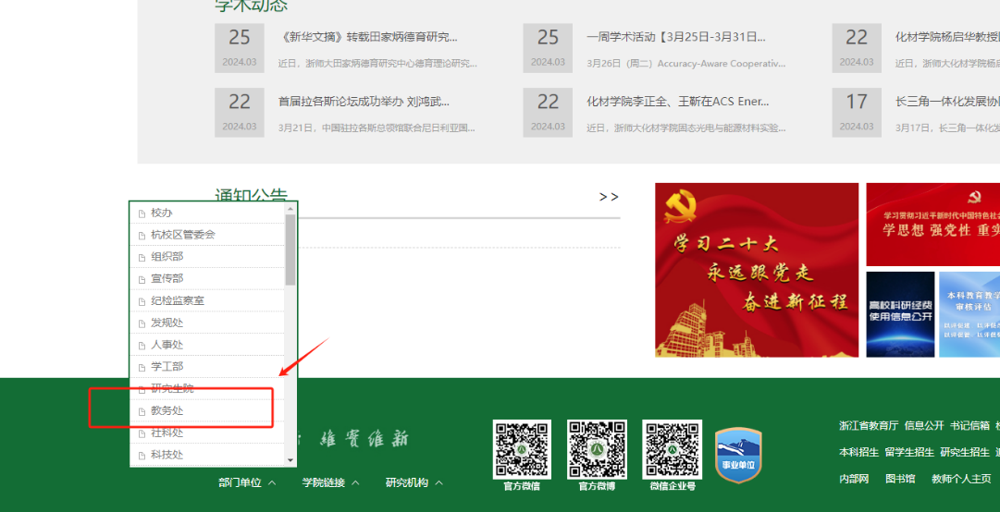 学术动态
25
2024.03
《新华文摘》转载田家炳德育研究...
近日，浙师大田家炳德育研究中心德育理论研究...
25
2024.03
一周学术活动【3月25日-3月31日...
3月26日（周二）Accuracy-Aware Cooperativ...
22
2024.03
化材学院杨启华教授
近日，浙师大化材学院杨
22
2024.03
首届拉各斯论坛成功举办 刘鸿武...
3月21日，中国驻拉各斯总领馆联合尼日利亚国...
22
2024.03
化材学院李正全、王靳在ACS Ener...
近日，浙师大化材学院固态光电与能源材料实验...
17
2024.03
长三角一体化发展协
3月17日，长三角一体化发
通知公告
>>
校办
杭校区管委会
组织部
宣传部
纪检监察室
发规处
人事处
学工部
研究生院
教务处
社科处
科技处
学习二十大
永远跟党走
奋进新征程
学习贯彻习近平新时代中国特色社会
学思想 强党性 重实
高校科研经费
使用信息公开
本科教育教学
审核评估
维實维新
官方微信
官方微博
微信企业号
事业单位
浙江省教育厅 信息公开 书记信箱
本科招生 留学生招生 研究生招生
内部网 图书馆 教师个人主页
部门单位 学院链接 研究机构